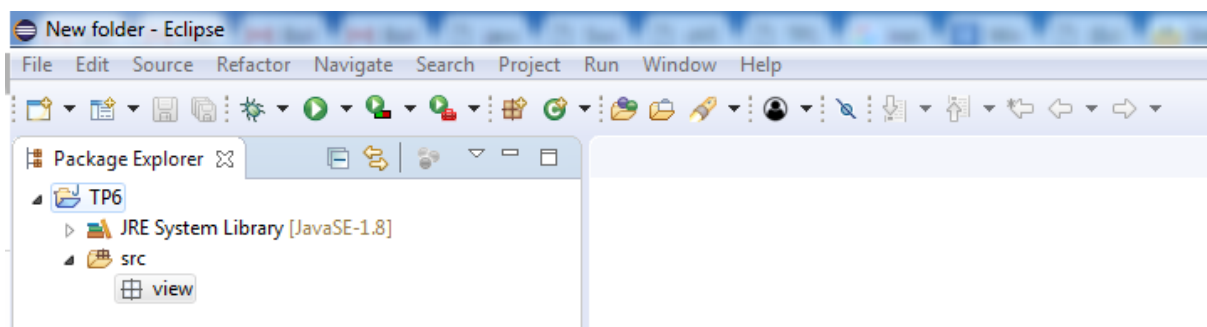 New folder - Eclipse
File Edit Source Refactor Navigate Search Project Run Window Help
Package Explorer
TP6
JRE System Library [JavaSE-1.8]
src
view